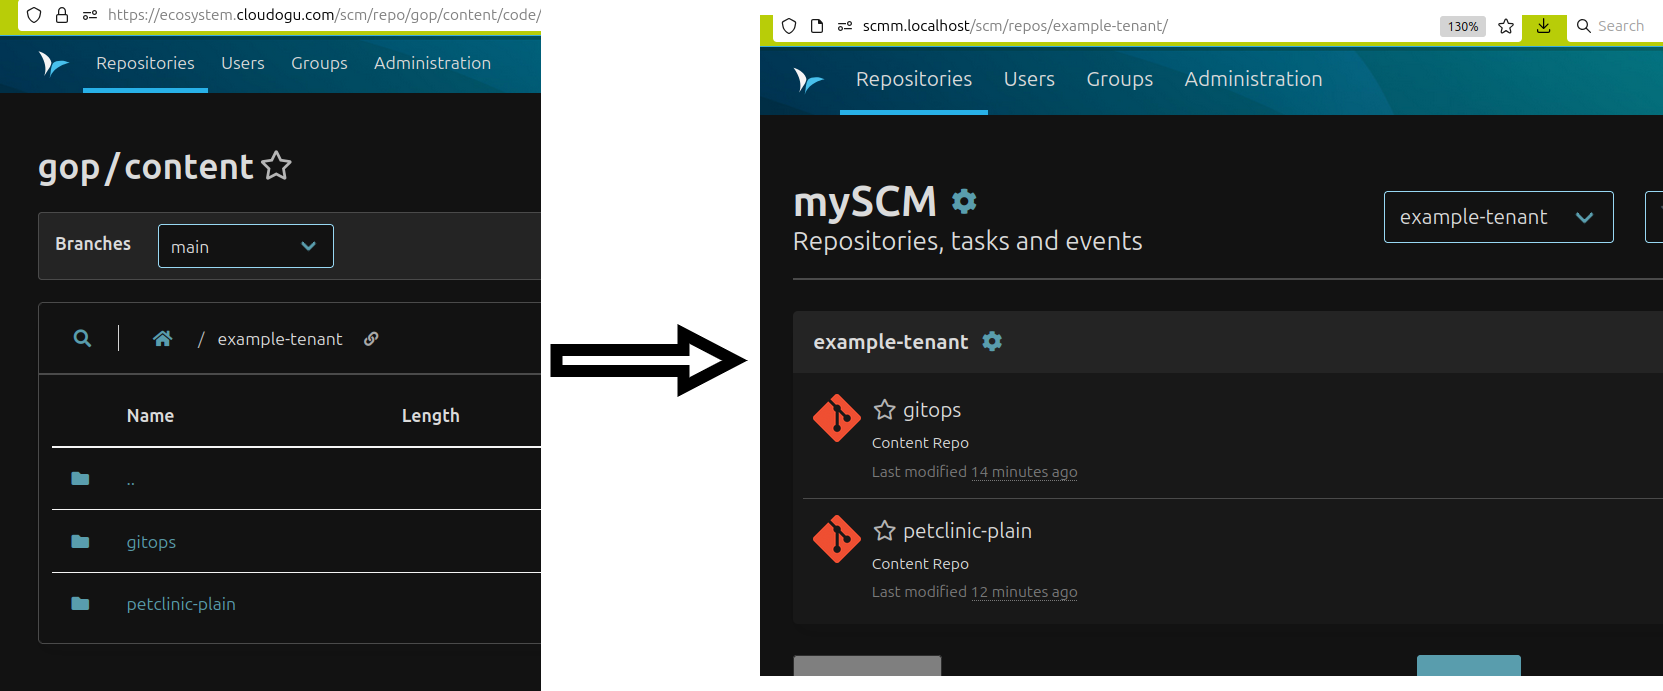 https://ecosystem.cloudogu.com/scm/repo/gop/content/code/
Repositories Users Groups Administration
gop/content
Branches main
/ example-tenant
Name Length
..
gitops
petclinic-plain
scmm.localhost/scm/repos/example-tenant/ 130% Search
Repositories Users Groups Administration
mySCM
Repositories, tasks and events
example-tenant
example-tenant
gitops
Content Repo
Last modified 14 minutes ago
petclinic-plain
Content Repo
Last modified 12 minutes ago